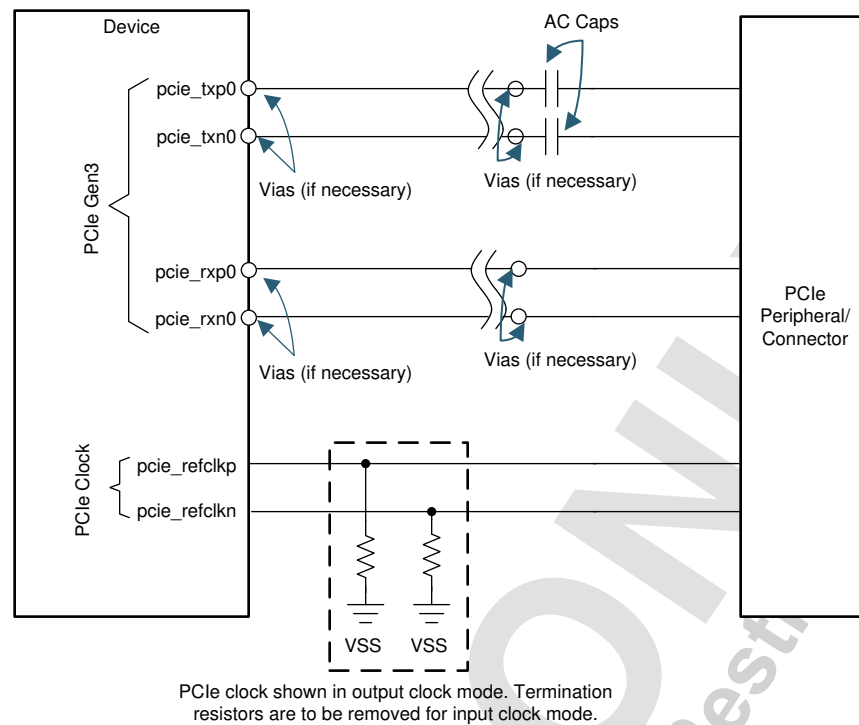 Device
AC Caps
pcie_txp0
pcie_txn0
PCIe Gen3
Vias (if necessary)
Vias (if necessary)
pcie_rxp0
pcie_rxn0
PCIe
Peripheral/
Connector
Vias (if necessary)
Vias (if necessary)
PCIe Clock
pcie_refclkp
pcie_refclkn
VSS
VSS
PCIe clock shown in output clock mode. Termination
resistors are to be removed for input clock mode.